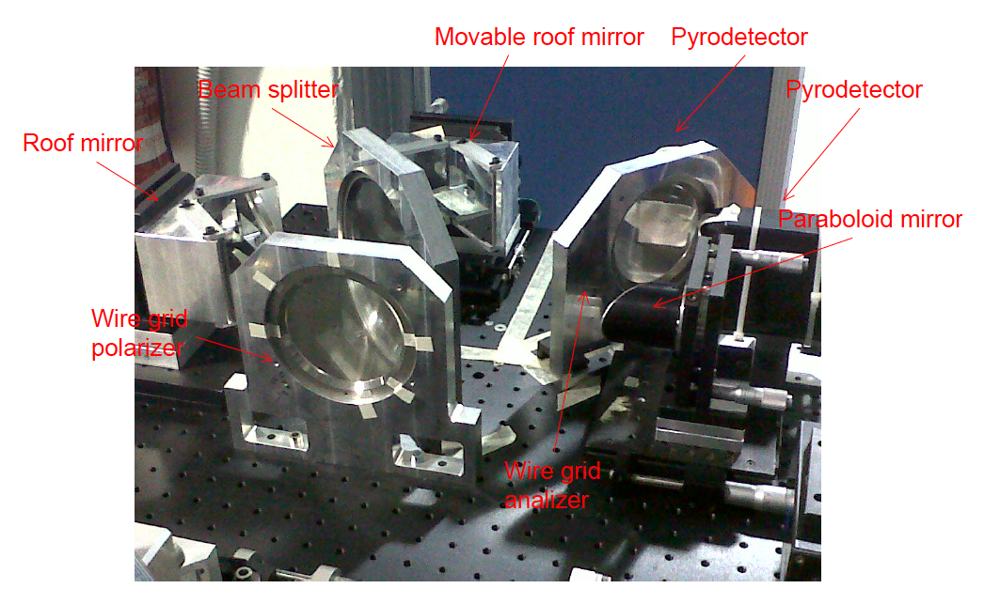 Movable roof mirror
Pyrodetector
Beam splitter
Pyrodetector
Roof mirror
Paraboloid mirror
Wire grid
polarizer
Wire grid
analizer